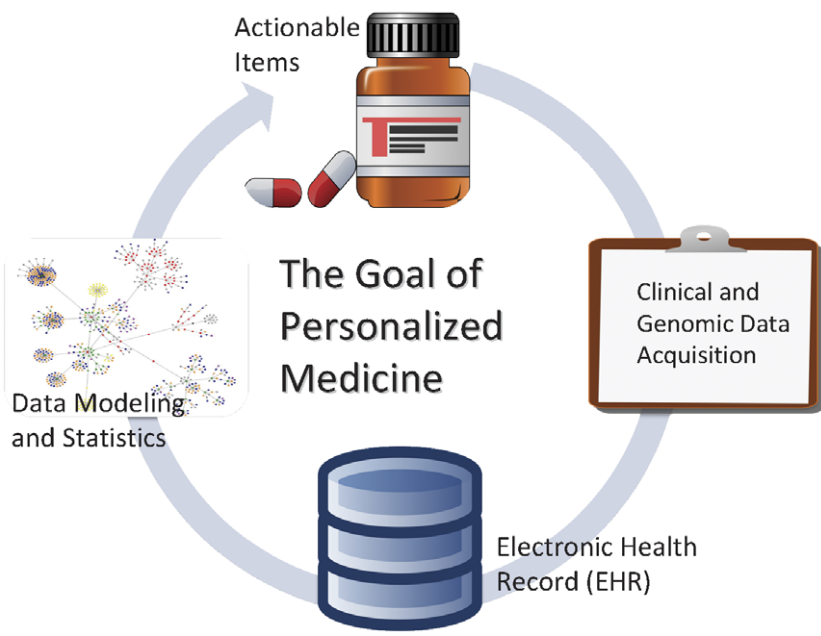 Actionable
Items
The Goal of
Personalized
Medicine
Clinical and
Genomic Data
Acquisition
Data Modeling
and Statistics
Electronic Health
Record (EHR)